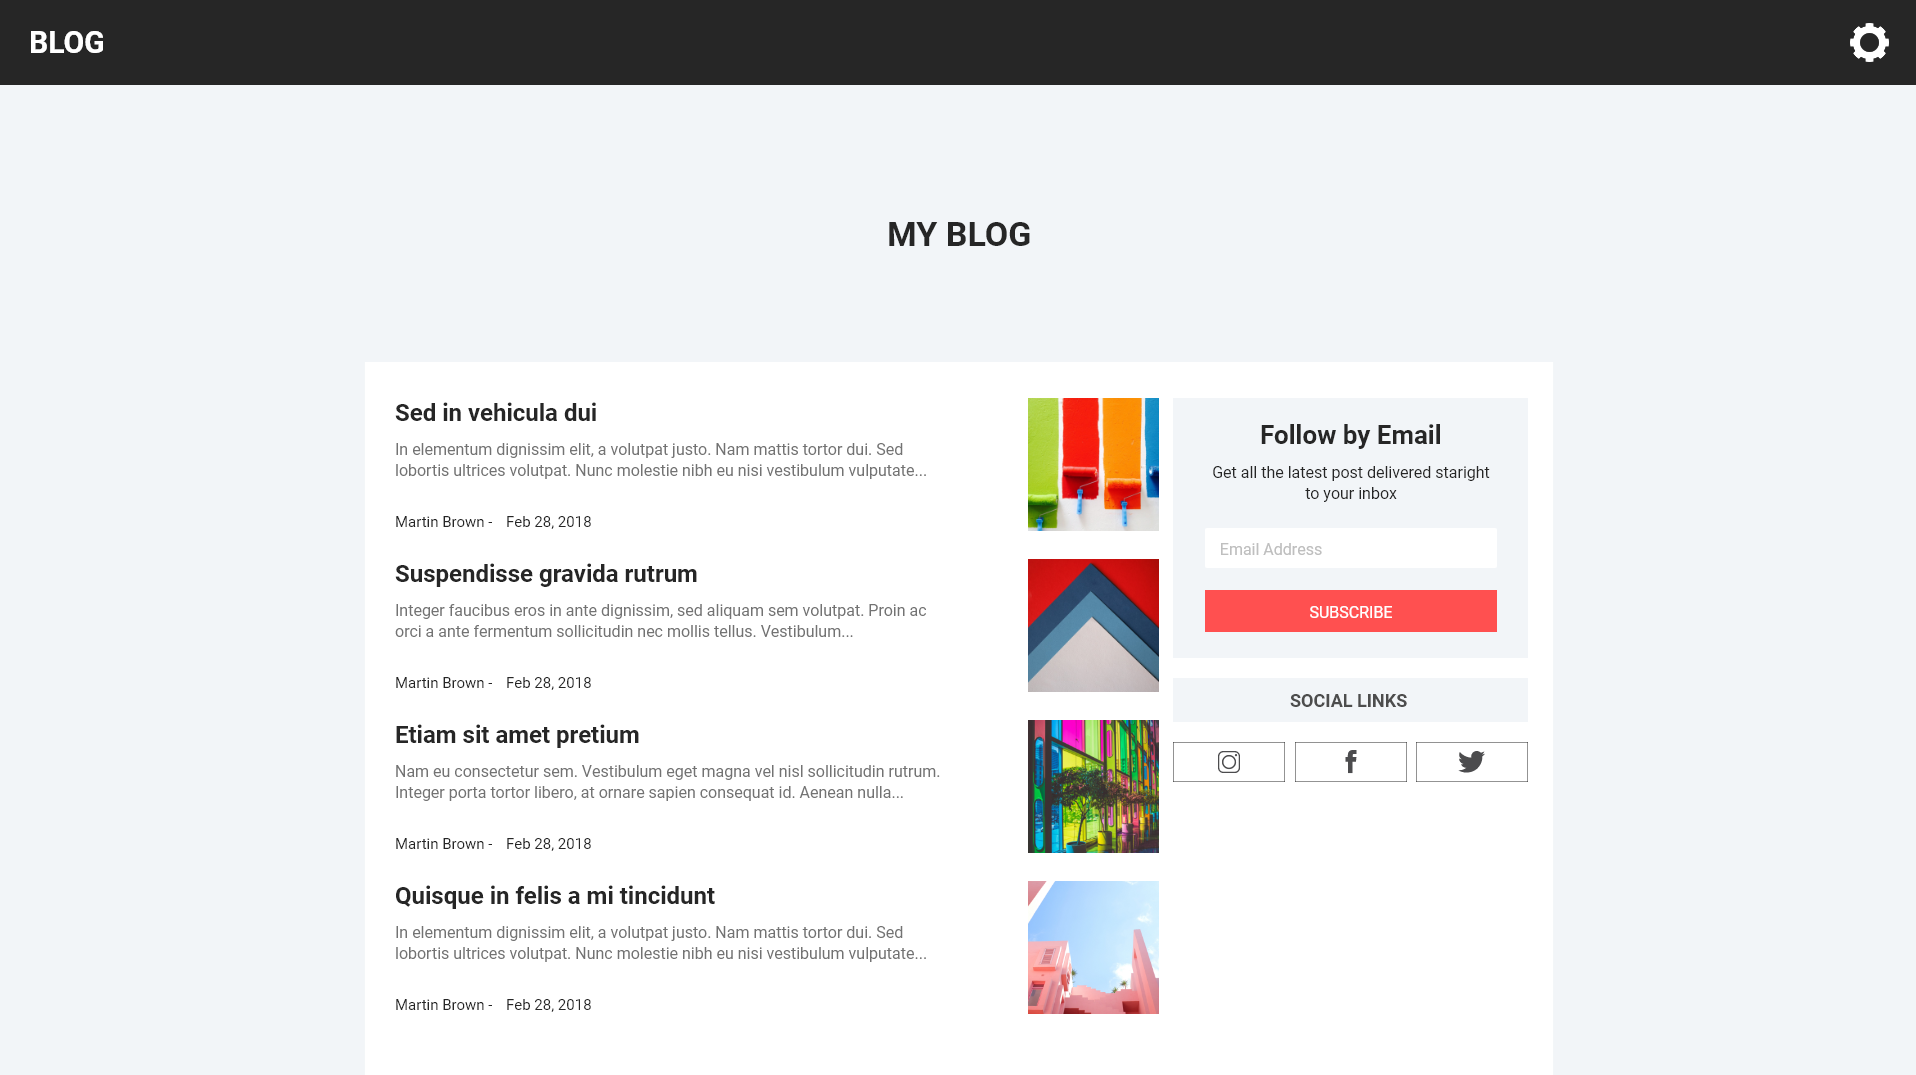 BLOG
MY BLOG
Sed in vehicula dui
In elementum dignissim elit, a volutpat justo. Nam mattis tortor dui. Sed
lobortis ultrices volutpat. Nunc molestie nibh eu nisi vestibulum vulputate...
Martin Brown - Feb 28, 2018
Suspendisse gravida rutrum
Integer faucibus eros in ante dignissim, sed aliquam sem volutpat. Proin ac
orci a ante fermentum sollicitudin nec mollis tellus. Vestibulum...
Martin Brown - Feb 28, 2018
Etiam sit amet pretium
Nam eu consectetur sem. Vestibulum eget magna vel nisl sollicitudin rutrum.
Integer porta tortor libero, at ornare sapien consequat id. Aenean nulla...
Martin Brown - Feb 28, 2018
Quisque in felis a mi tincidunt
In elementum dignissim elit, a volutpat justo. Nam mattis tortor dui. Sed
lobortis ultrices volutpat. Nunc molestie nibh eu nisi vestibulum vulputate...
Martin Brown - Feb 28, 2018
Follow by Email
Get all the latest post delivered staright
to your inbox
Email Address
SUBSCRIBE
SOCIAL LINKS